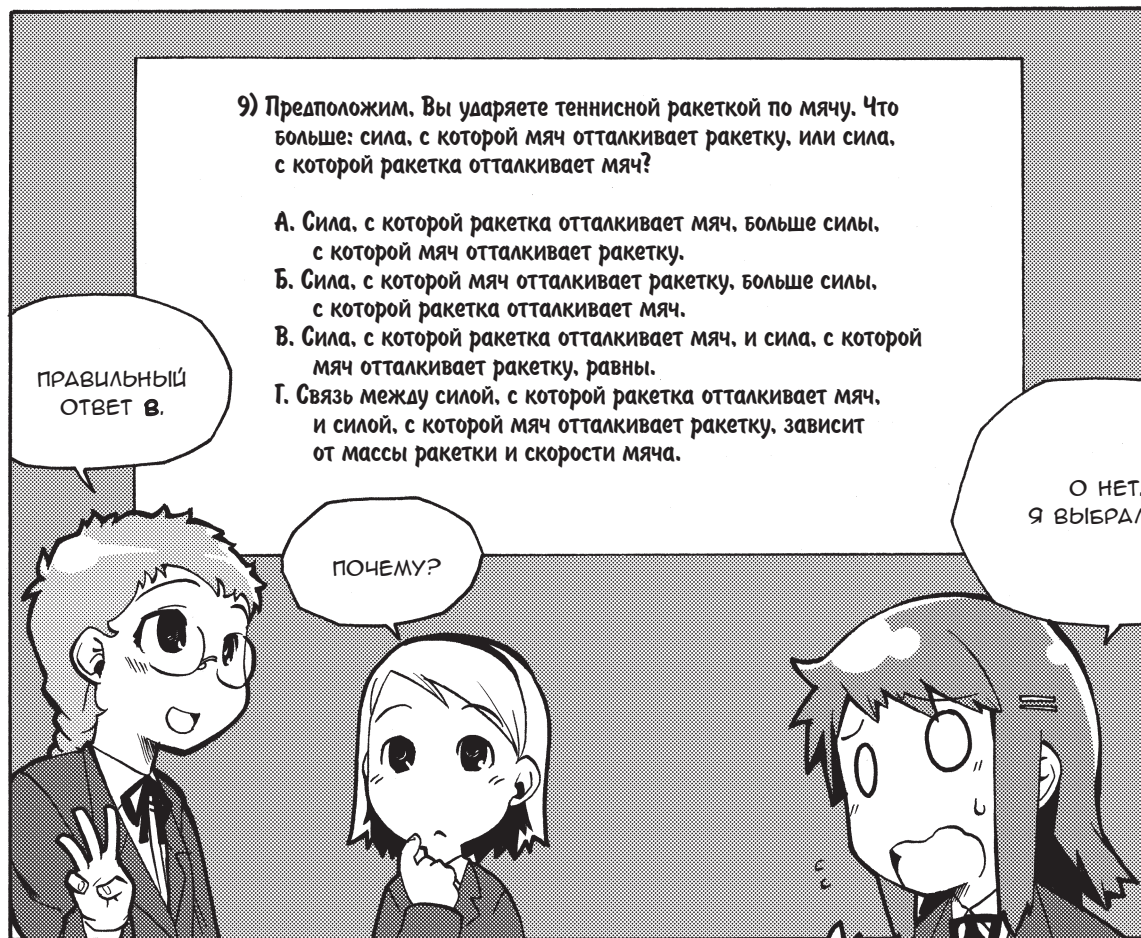 9) Предположим, Вы ударяете теннисной ракеткой по мячу. Что
больше: сила, с которой мяч отталкивает ракетку, или сила,
с которой ракетка отталкивает мяч?
А. Сила, с которой ракетка отталкивает мяч, больше силы,
с которой мяч отталкивает ракетку.
Б. Сила, с которой мяч отталкивает ракетку, больше силы,
с которой ракетка отталкивает мяч.
В. Сила, с которой ракетка отталкивает мяч, и сила, с которой
мяч отталкивает ракетку, равны.
Г. Связь между силой, с которой ракетка отталкивает мяч,
и силой, с которой мяч отталкивает ракетку, зависит
от массы ракетки и скорости мяча.
ПРАВИЛЬНЫЙ
ОТВЕТ В.
ПОЧЕМУ?
О НЕТ
Я ВЫБРАЛ